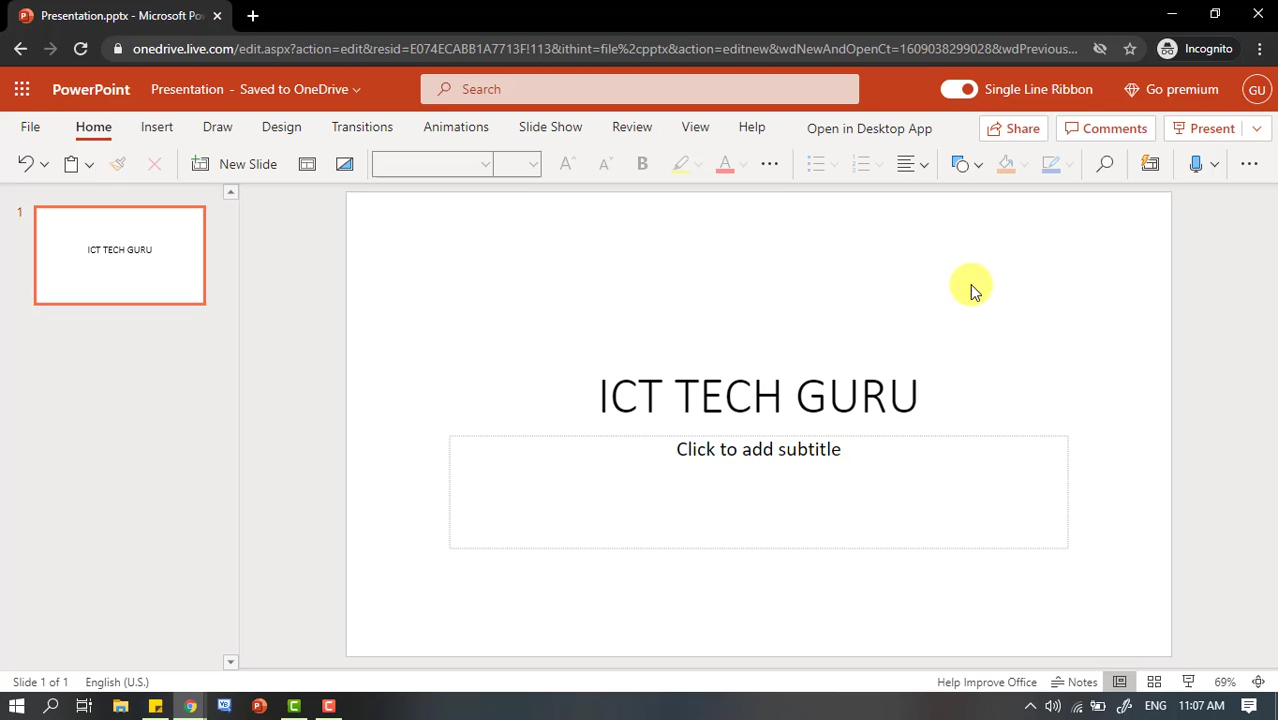 Presentation.pptx - Microsoft Po
onedrive.live.com/edit.aspx?action=edit&resid=E074ECABB1A7713F!113&ithint=file%2cpptx&action=editnew&wdNewAndOpenCt=1609038299028&wdPrevious...
Incognito
PowerPoint
Presentation - Saved to OneDrive
Search
Single Line Ribbon
Go premium
GU
File Home Insert Draw Design Transitions Animations Slide Show Review View Help Open in Desktop App Share Comments Present
New Slide
1
ICT TECH GURU
ICT TECH GURU
Click to add subtitle
Slide 1 of 1 English (U.S.) Help Improve Office Notes 69%
ENG 11:07 AM